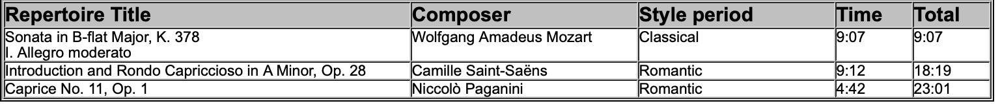 Repertoire Title Composer Style period Time Total
Sonata in B-flat Major, K. 378 Wolfgang Amadeus Mozart Classical 9:07 9:07
I. Allegro moderato
Introduction and Rondo Capriccioso in A Minor, Op. 28 Camille Saint-Saëns Romantic 9:12 18:19
Caprice No. 11, Op. 1 Niccolò Paganini Romantic 4:42 23:01